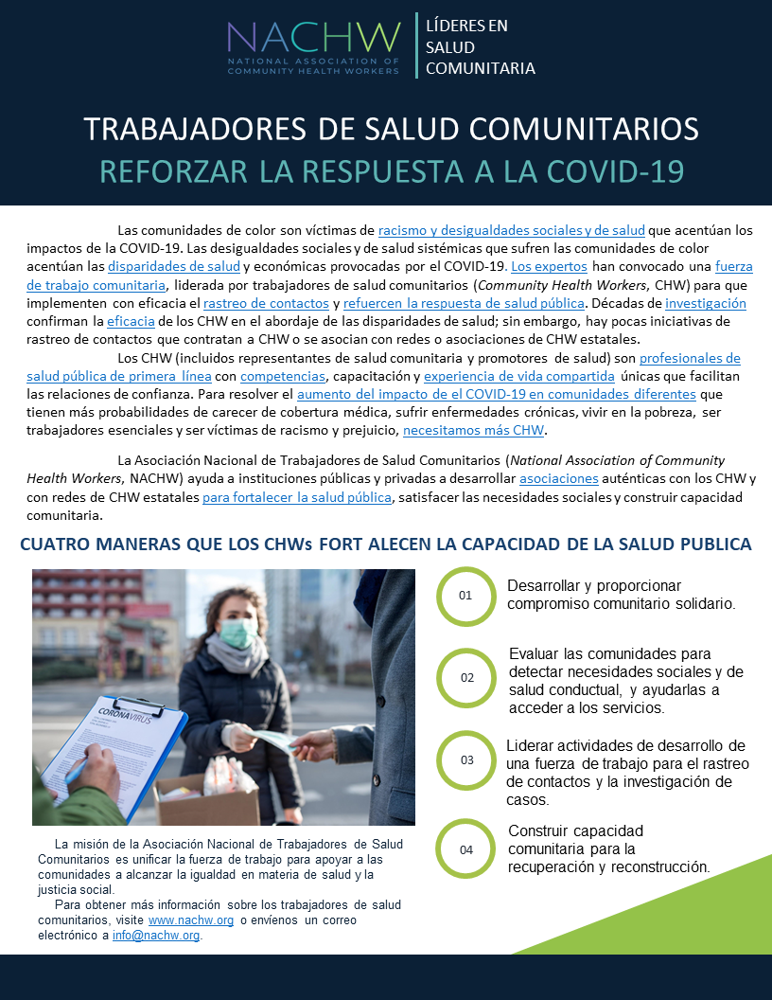 NACHW
NATIONAL ASSOCIATION OF
COMMUNITY HEALTH WORKERS
LÍDERES EN
SALUD
COMUNITARIA
TRABAJADORES DE SALUD COMUNITARIOS
REFORZAR LA RESPUESTA A LA COVID-19
Las comunidades de color son víctimas de racismo y desigualdades sociales y de salud que acentúan los
impactos de la COVID-19. Las desigualdades sociales y de salud sistémicas que sufren las comunidades de color
acentúan las disparidades de salud y económicas provocadas por el COVID-19. Los expertos han convocado una fuerza
de trabajo comunitaria, liderada por trabajadores de salud comunitarios (Community Health Workers, CHW) para que
implementen con eficacia el rastreo de contactos y refuercen la respuesta de salud pública. Décadas de investigación
confirman la eficacia de los CHW en el abordaje de las disparidades de salud; sin embargo, hay pocas iniciativas de
rastreo de contactos que contratan a CHW o se asocian con redes o asociaciones de CHW estatales.
Los CHW (incluidos representantes de salud comunitaria y promotores de salud) son profesionales de
salud pública de primera línea con competencias, capacitación y experiencia de vida compartida únicas que facilitan
las relaciones de confianza. Para resolver el aumento del impacto de el COVID-19 en comunidades diferentes que
tienen más probabilidades de carecer de cobertura médica, sufrir enfermedades crónicas, vivir en la pobreza, ser
trabajadores esenciales y ser víctimas de racismo y prejuicio, necesitamos más CHW.
La Asociación Nacional de Trabajadores de Salud Comunitarios (National Association of Community
Health Workers, NACHW) ayuda a instituciones públicas y privadas a desarrollar asociaciones auténticas con los CHW y
con redes de CHW estatales para fortalecer la salud pública, satisfacer las necesidades sociales y construir capacidad
comunitaria.
CUATRO MANERAS QUE LOS CHWs FORT ALECEN LA CAPACIDAD DE LA SALUD PUBLICA
CORONAVIRUS
01
Desarrollar y proporcionar
compromiso comunitario solidario.
02
Evaluar las comunidades para
detectar necesidades sociales y de
salud conductual, y ayudarlas a
acceder a los servicios.
03
Liderar actividades de desarrollo de
una fuerza de trabajo para el rastreo
de contactos y la investigación de
casos.
04
Construir capacidad
comunitaria para la
recuperación y reconstrucción.
La misión de la Asociación Nacional de Trabajadores de Salud
Comunitarios es unificar la fuerza de trabajo para apoyar a las
comunidades a alcanzar la igualdad en materia de salud y la
justicia social.
Para obtener más información sobre los trabajadores de salud
comunitarios, visite www.nachw.org o envíenos un correo
electrónico a info@nachw.org.